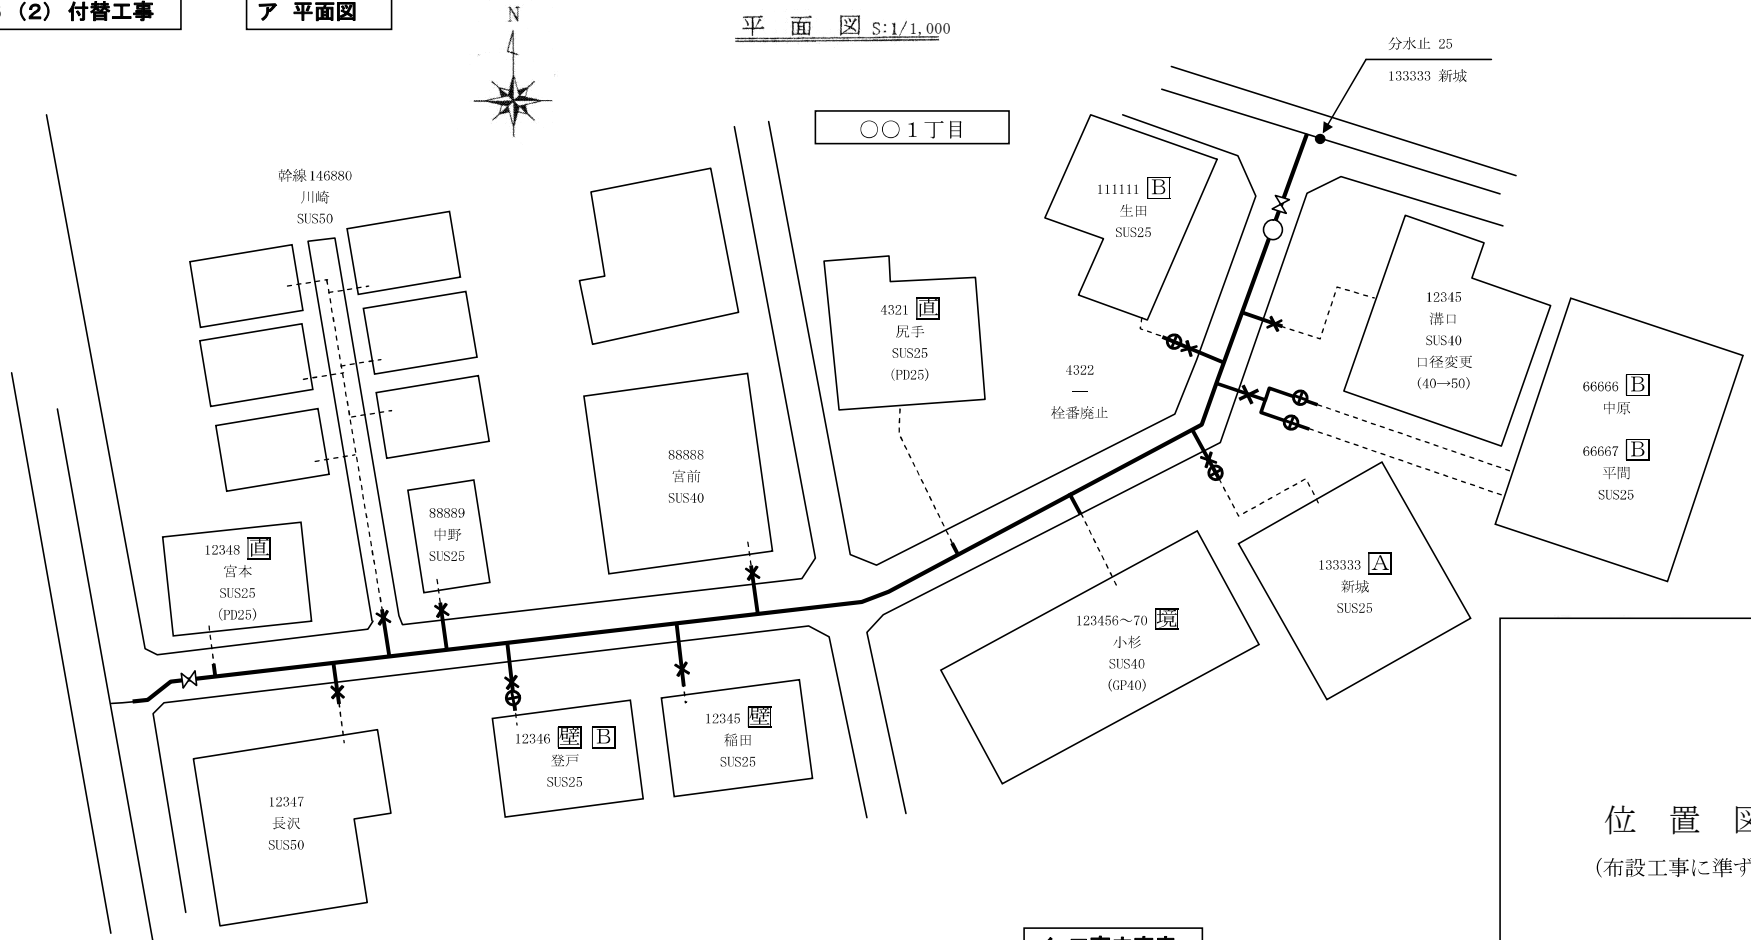 (2) 付替工事
ア 平面図
N
平 面 図 S:1/1,000
分水止 25
133333 新城
○○1丁目
幹線146880
川崎
SUS50
111111 B
生田
SUS25
4321 直
尻手
SUS25
(PD25)
12345
溝口
SUS40
口径変更
(40→50)
4322
—
栓番廃止
66666 B
中原
66667 B
平間
SUS25
88888
宮前
SUS40
88889
中野
SUS25
12348 直
宮本
SUS25
(PD25)
133333 A
新城
SUS25
123456～70 境
小杉
SUS40
(GP40)
12345 壁
稲田
SUS25
12346 壁 B
登戸
SUS25
12347
長沢
SUS50
位 置 図
(布設工事に準ず